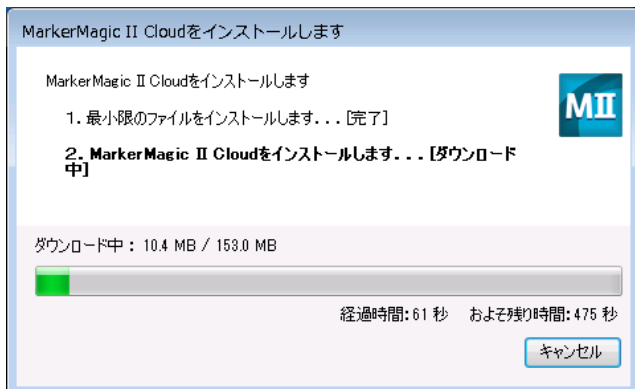 MarkerMagic II Cloudをインストールします
MarkerMagic II Cloudをインストールします
1. 最小限のファイルをインストールします...[完了]
MII
2. MarkerMagic II Cloudをインストールします...[ダウンロード
中]
ダウンロード中： 10.4 MB / 153.0 MB
経過時間:61 秒 およそ残り時間:475 秒
キャンセル